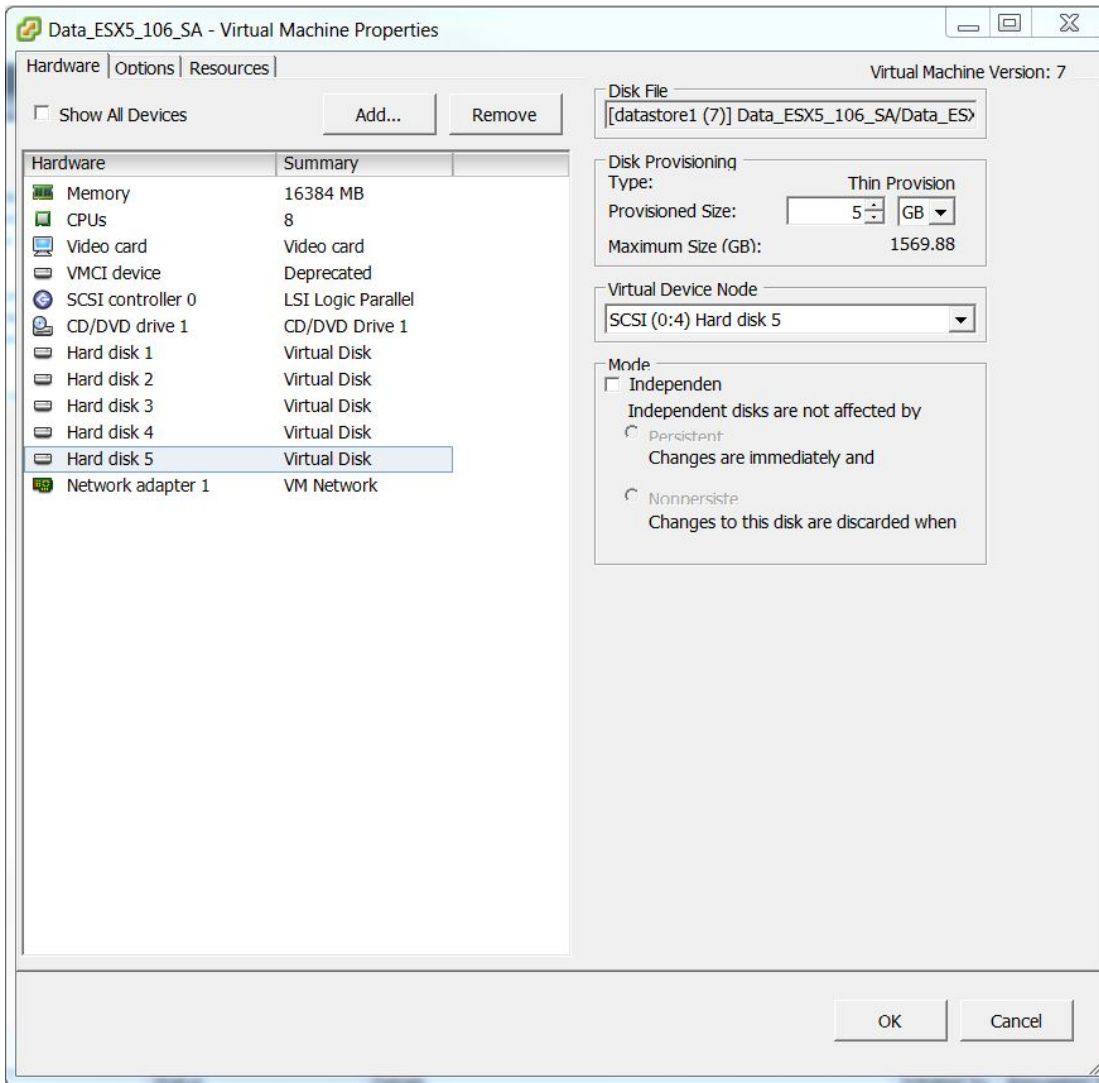 Data_ESX5_106_SA - Virtual Machine Properties
Hardware Options Resources
Virtual Machine Version: 7
Show All Devices
Add...
Remove
Hardware Summary
Memory 16384 MB
CPUs 8
Video card Video card
VMCI device Deprecated
SCSI controller 0 LSI Logic Parallel
CD/DVD drive 1 CD/DVD Drive 1
Hard disk 1 Virtual Disk
Hard disk 2 Virtual Disk
Hard disk 3 Virtual Disk
Hard disk 4 Virtual Disk
Hard disk 5 Virtual Disk
Network adapter 1 VM Network
Disk File
[datastore1 (7)] Data_ESX5_106_SA/Data_ESX
Disk Provisioning
Type: Thin Provision
Provisioned Size: 5 GB
Maximum Size (GB): 1569.88
Virtual Device Node
SCSI (0:4) Hard disk 5
Mode
Independen
Independent disks are not affected by
Persistent
Changes are immediately and
Nonpersiste
Changes to this disk are discarded when
OK
Cancel